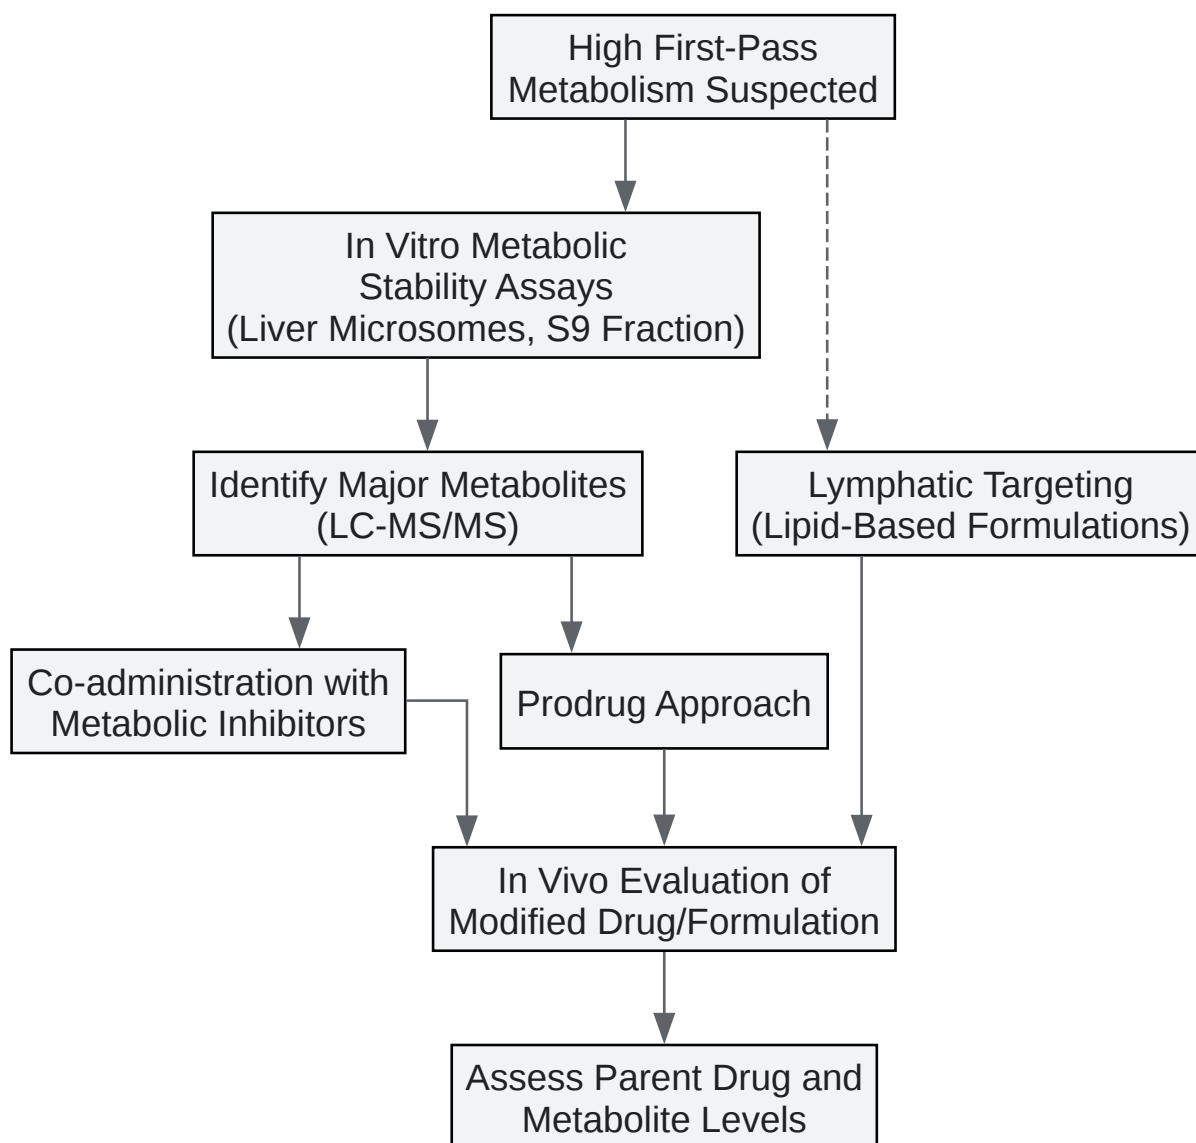 High First-Pass
Metabolism Suspected
In Vitro Metabolic
Stability Assays
(Liver Microsomes, S9 Fraction)
Identify Major Metabolites
(LC-MS/MS)
Lymphatic Targeting
(Lipid-Based Formulations)
Co-administration with
Metabolic Inhibitors
Prodrug Approach
In Vivo Evaluation of
Modified Drug/Formulation
Assess Parent Drug and
Metabolite Levels